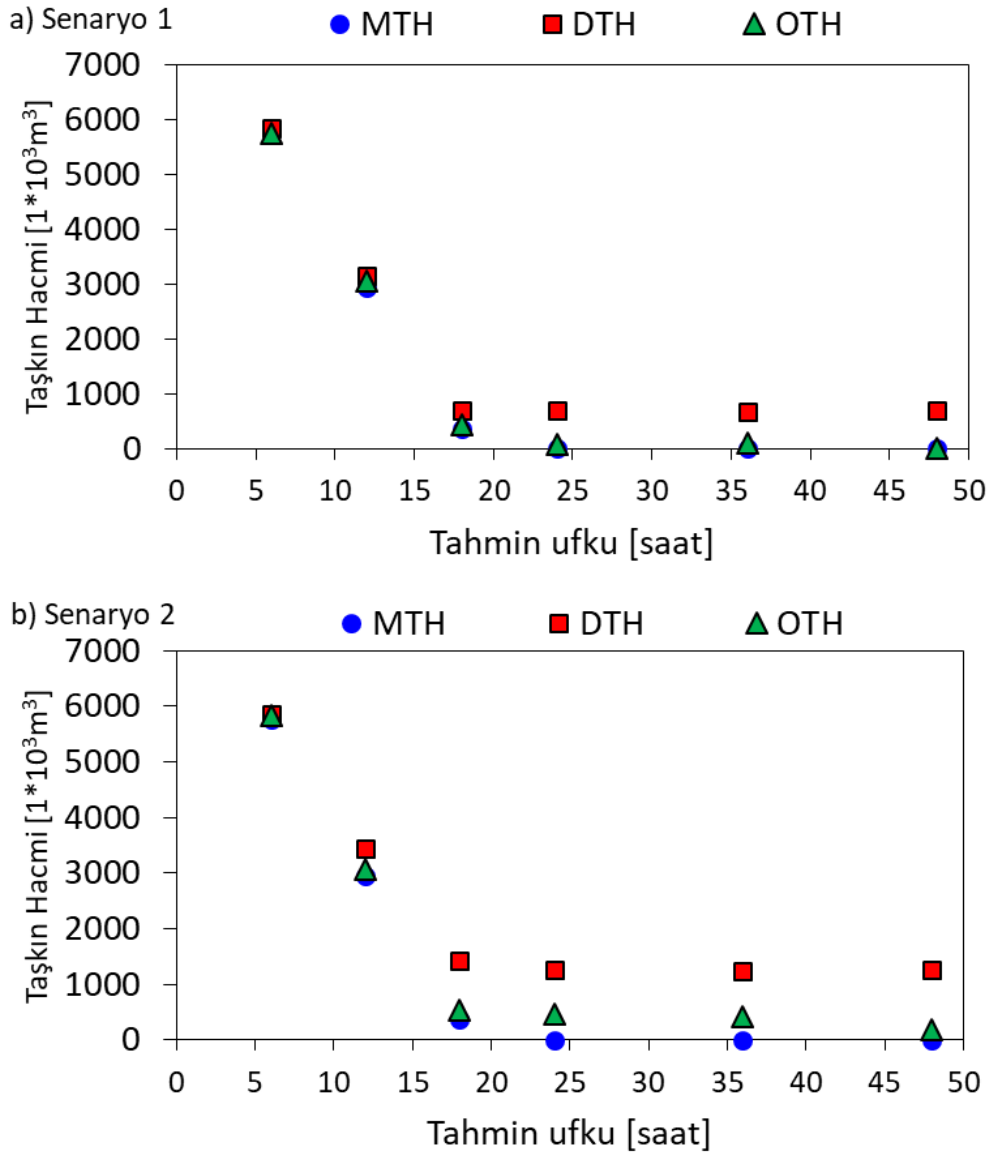 a) Senaryo 1
MTH DTH OTH
Taşkın Hacmi [1*10³m³]
7000
6000
5000
4000
3000
2000
1000
0
0 5 10 15 20 25 30 35 40 45 50
Tahmin ufku [saat]
b) Senaryo 2
MTH DTH OTH
Taşkın Hacmi [1*10³m³]
7000
6000
5000
4000
3000
2000
1000
0
0 5 10 15 20 25 30 35 40 45 50
Tahmin ufku [saat]